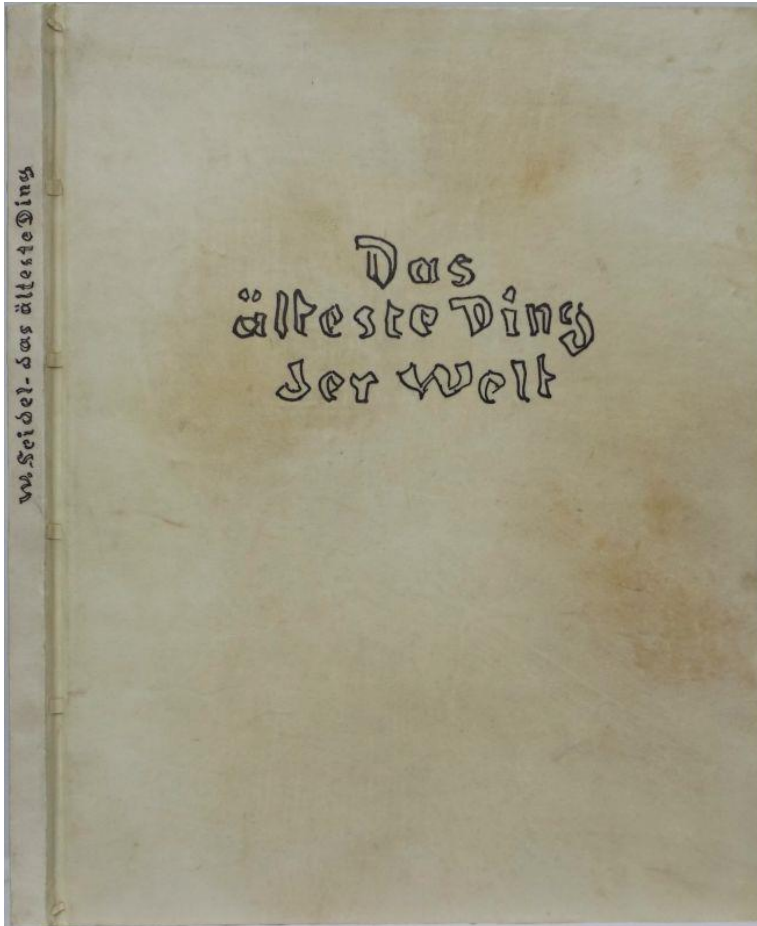 Das
älteste Ding
der Welt
W. Seidel - das älteste Ding